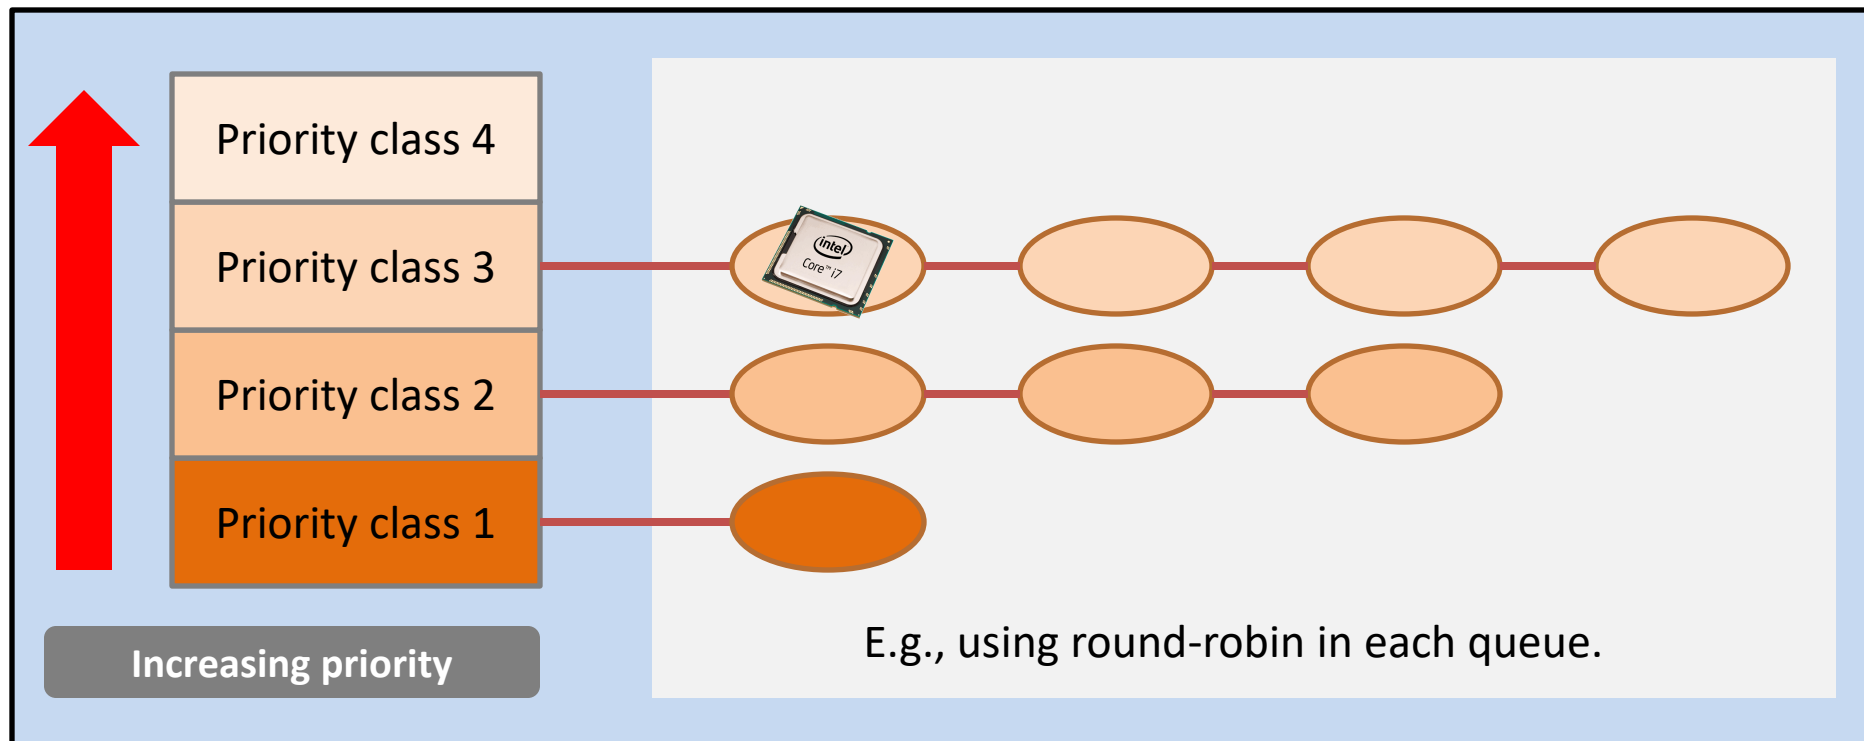 Priority class 4
Priority class 3
Priority class 2
Priority class 1
Increasing priority
intel
Core™ i7
E.g., using round-robin in each queue.